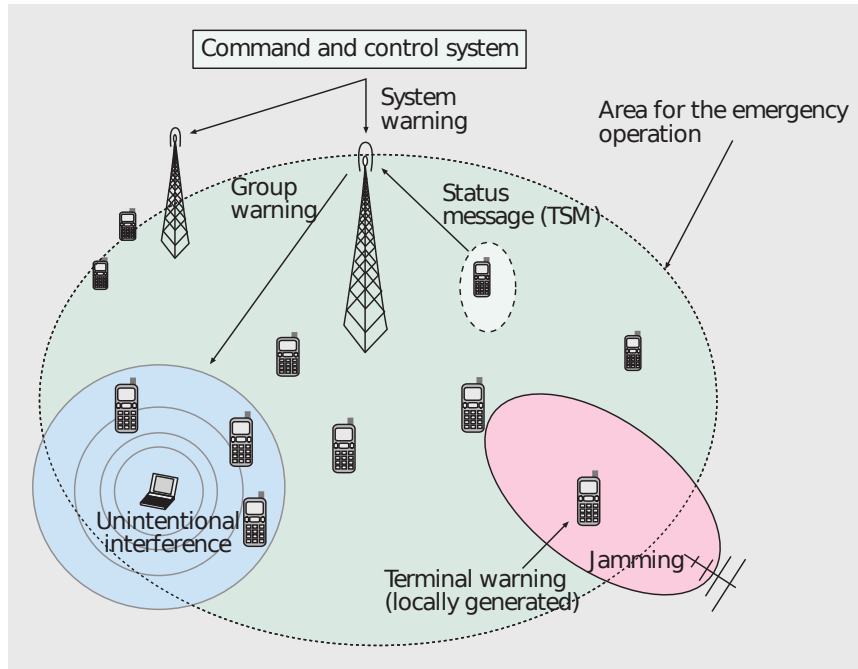 Command and control system
System
warning
Area for the emergency
operation
Group
warning
Status
message (TSM)
Unintentional
interference
Jamming
Terminal warning
(locally generated)